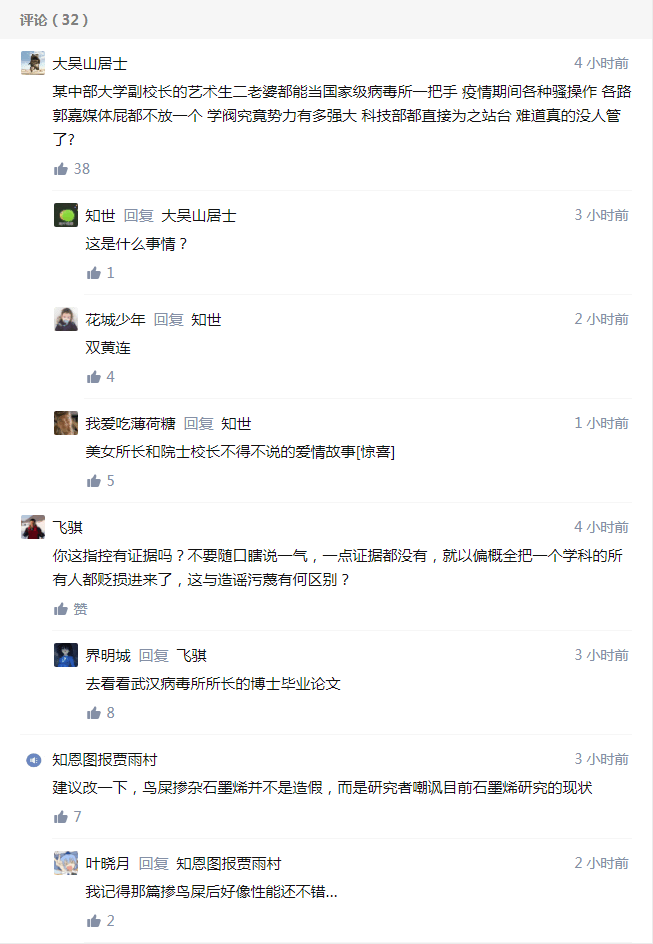 评论（32）
大吴山居士 4 小时前
某中部大学副校长的艺术生二老婆都能当国家级病毒所一把手 疫情期间各种骚操作 各路
郭嘉媒体屁都不放一个 学阀究竟势力有多强大 科技部都直接为之站台 难道真的没人管
了?
38
知世 回复 大吴山居士 3 小时前
这是什么事情？
1
花城少年 回复 知世 2 小时前
双黄连
4
我爱吃薄荷糖 回复 知世 1 小时前
美女所长和院士校长不得不说的爱情故事[惊喜]
5
飞骐 4 小时前
你这指控有证据吗？不要随口瞎说一气，一点证据都没有，就以偏概全把一个学科的所
有人都贬损进来了，这与造谣污蔑有何区别？
赞
界明城 回复 飞骐 3 小时前
去看看武汉病毒所所长的博士毕业论文
8
知恩图报贾雨村 3 小时前
建议改一下，鸟屎掺杂石墨烯并不是造假，而是研究者嘲讽目前石墨烯研究的现状
7
叶晓月 回复 知恩图报贾雨村 2 小时前
我记得那篇掺鸟屎后好像性能还不错...
2